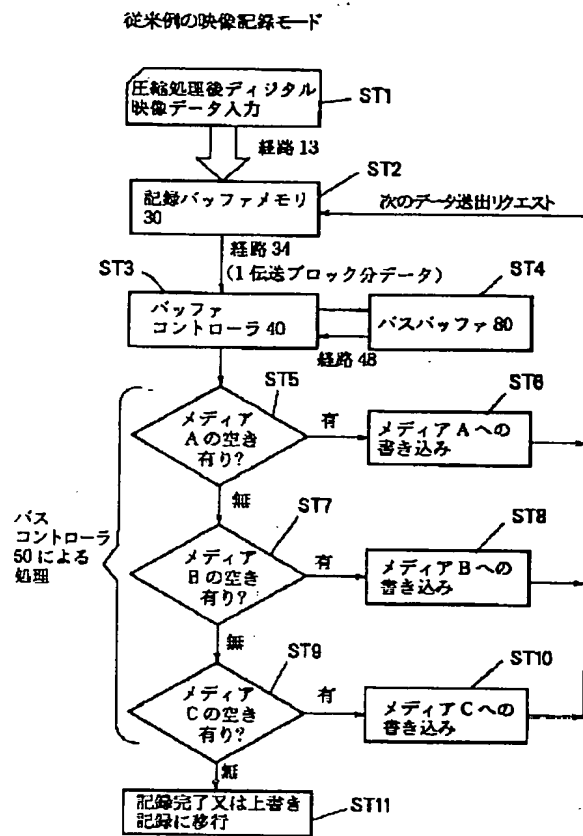 従来例の映像記録モード
圧縮処理後ディジタル
映像データ入力
ST1
経路 13
ST2
記録バッファメモリ
30
次のデータ送出リクエスト
経路 34
(1伝送ブロック分データ)
ST3
ST4
バッファ
コントローラ 40
バスバッファ 80
経路 48
ST5
メディア
Aの空き
有り?
有
ST6
メディアAへの
書き込み
無
バス
コントローラ
50による
処理
ST7
メディア
Bの空き
有り?
有
ST8
メディアBへの
書き込み
無
ST9
メディア
Cの空き
有り?
有
ST10
メディアCへの
書き込み
無
記録完了又は上書き
記録に移行
ST11